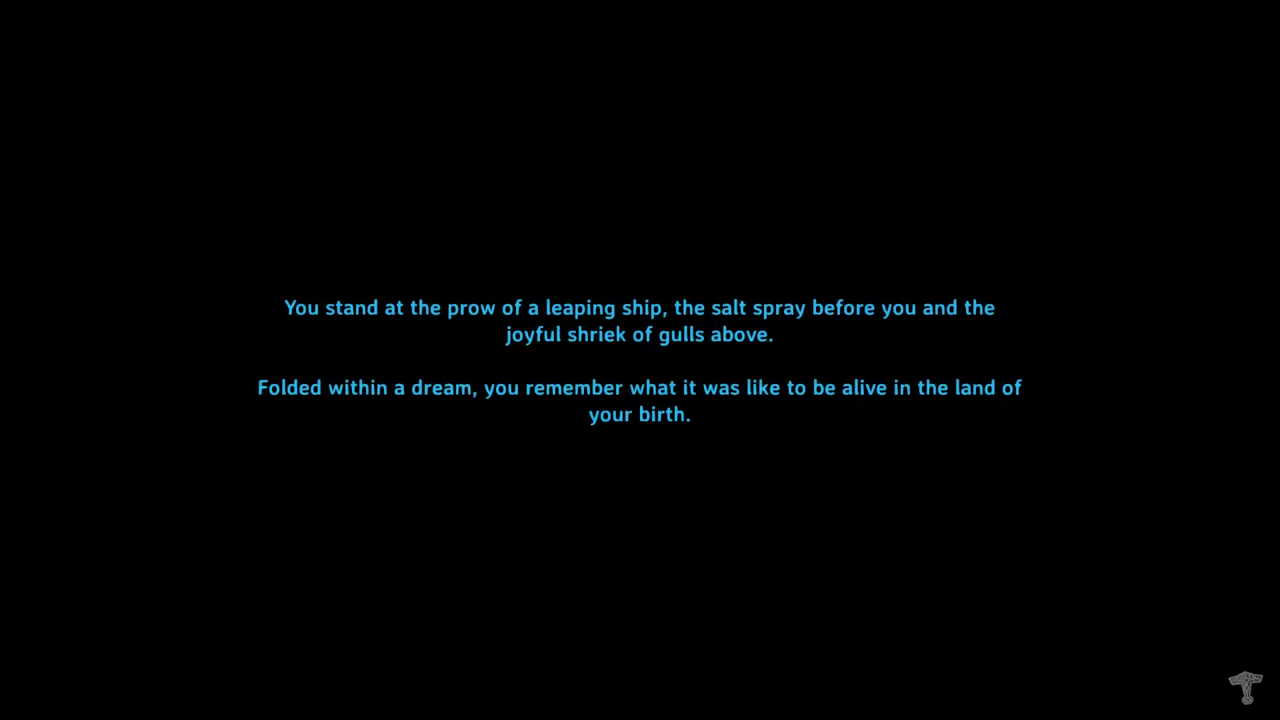 You stand at the prow of a leaping ship, the salt spray before you and the
joyful shriek of gulls above.
Folded within a dream, you remember what it was like to be alive in the land of
your birth.